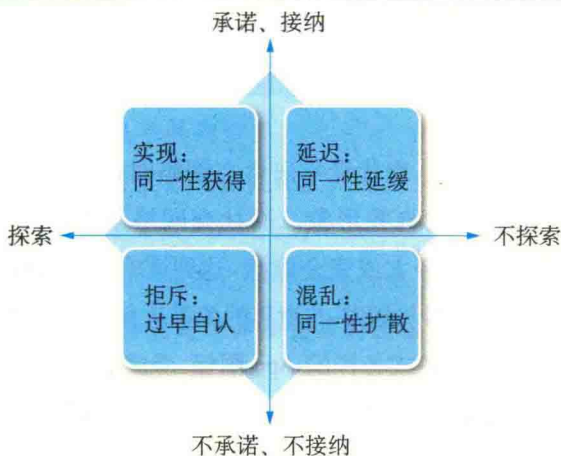 承诺、接纳
实现：
同一性获得
延迟：
同一性延缓
探索
不探索
拒斥：
过早自认
混乱：
同一性扩散
不承诺、不接纳